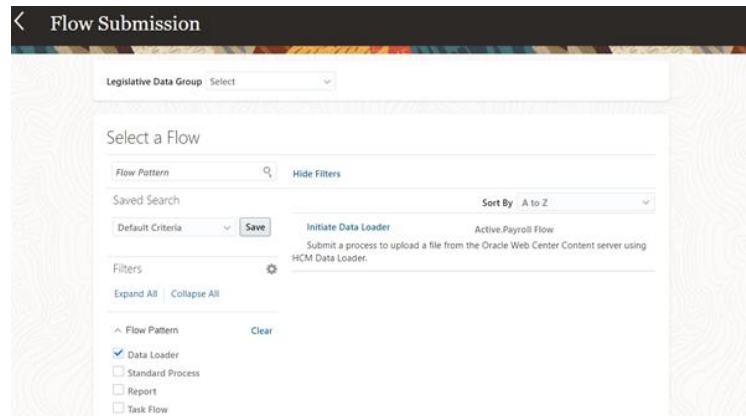 Flow Submission
Legislative Data Group Select
Select a Flow
Flow Pattern
Hide Filters
Saved Search
Sort By A to Z
Default Criteria Save
Initiate Data Loader Active.Payroll Flow
Submit a process to upload a file from the Oracle Web Center Content server using
HCM Data Loader.
Filters
Expand All Collapse All
Flow Pattern Clear
Data Loader
Standard Process
Report
Task Flow